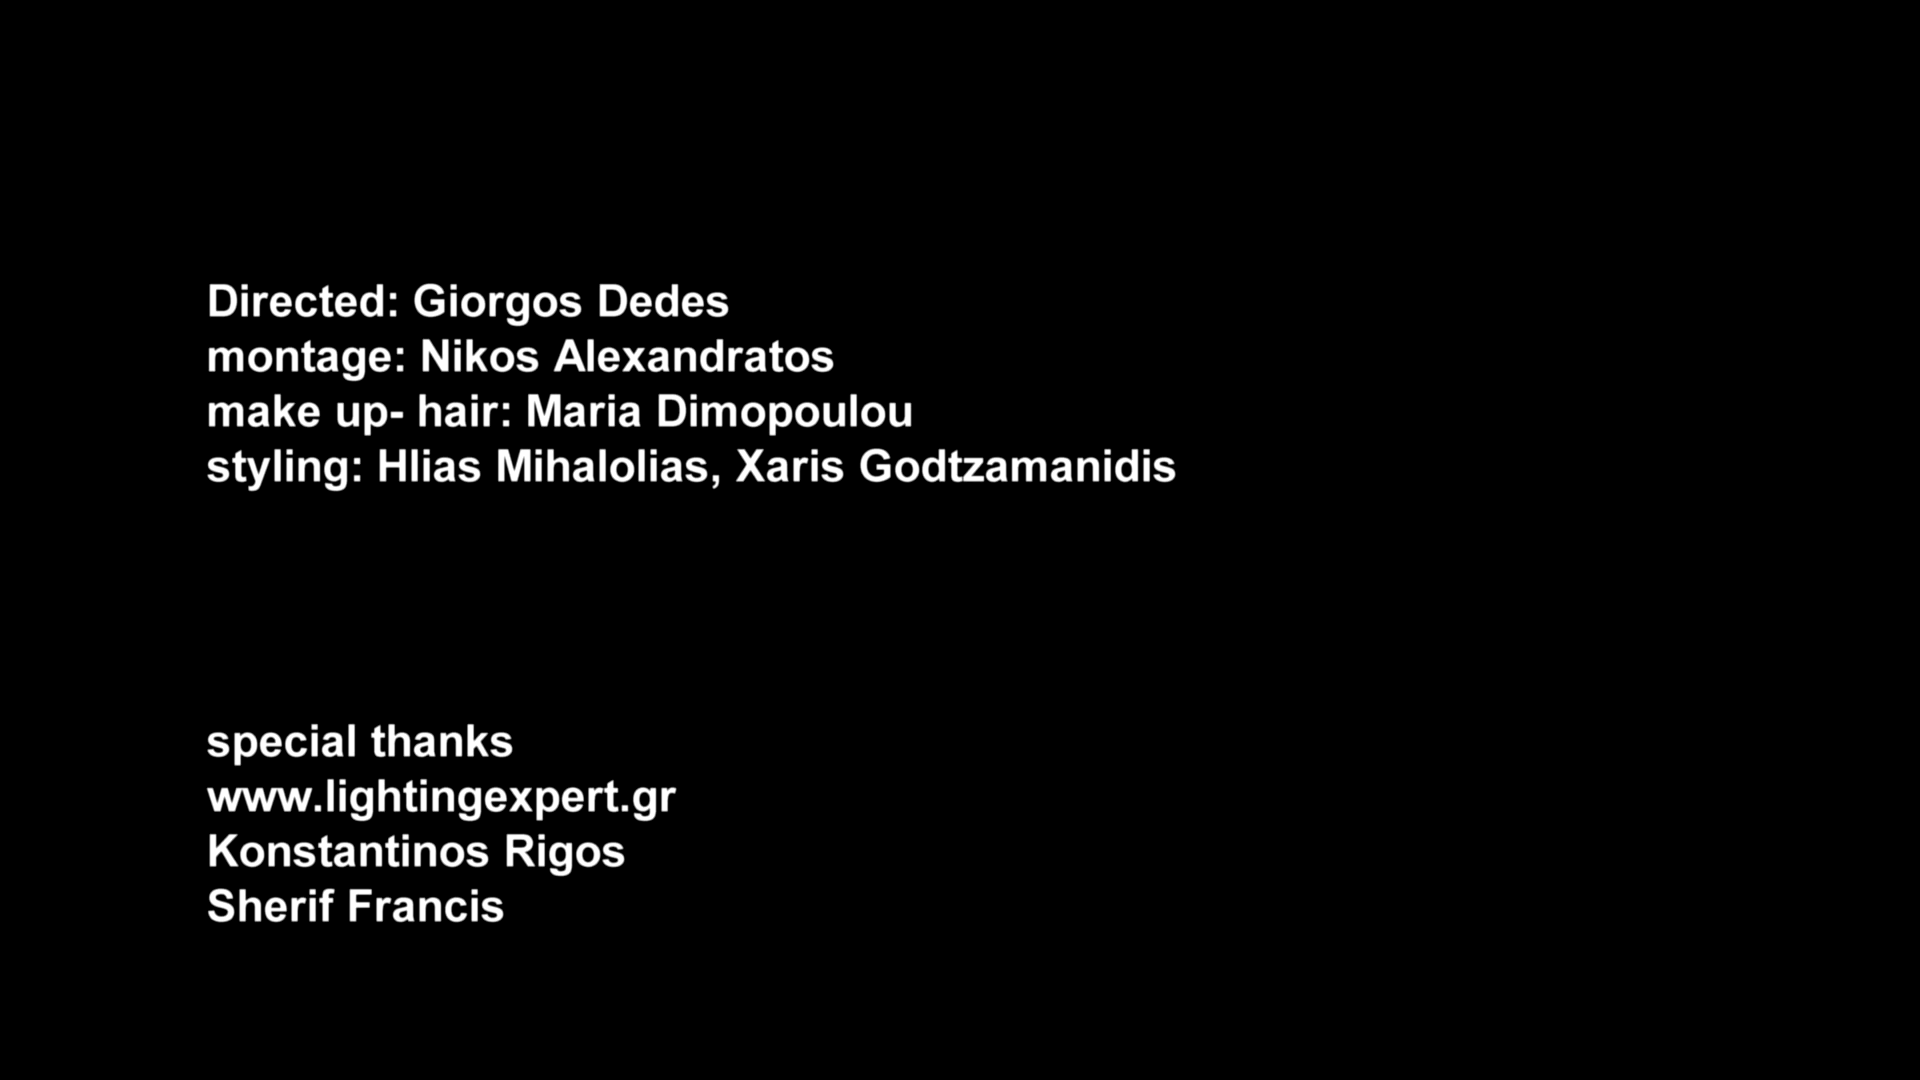 Directed: Giorgos Dedes
montage: Nikos Alexandratos
make up- hair: Maria Dimopoulou
styling: Hlias Mihalolias, Xaris Godtzamanidis
special thanks
www.lightingexpert.gr
Konstantinos Rigos
Sherif Francis